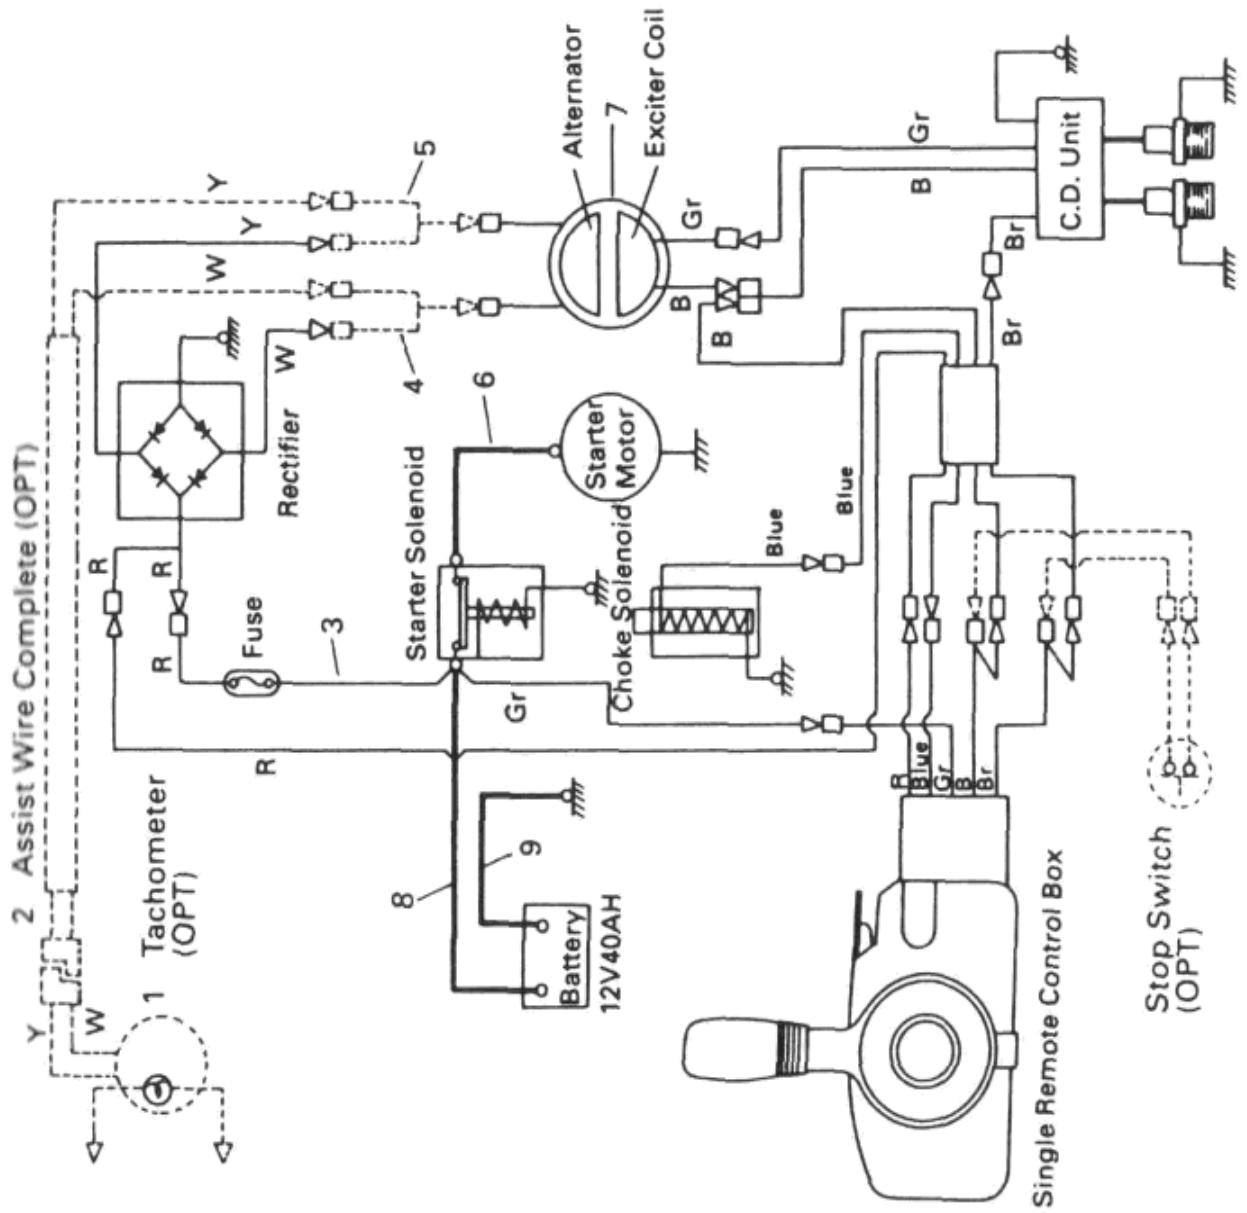 2 Assist Wire Complete (OPT)
Y
W
1 Tachometer
(OPT)
R
R
R
R
Rectifier
Fuse
3
Y
Y
W
W
5
4
Alternator
7
Exciter Coil
6
Starter Solenoid
Starter
Motor
Gr
8
9
Battery
12V40AH
Choke Solenoid
Blue
Blue
Gr
B
B
Gr
B
C.D. Unit
Br
Br
R
Blue
Gr
B
Br
Single Remote Control Box
Stop Switch
(OPT)